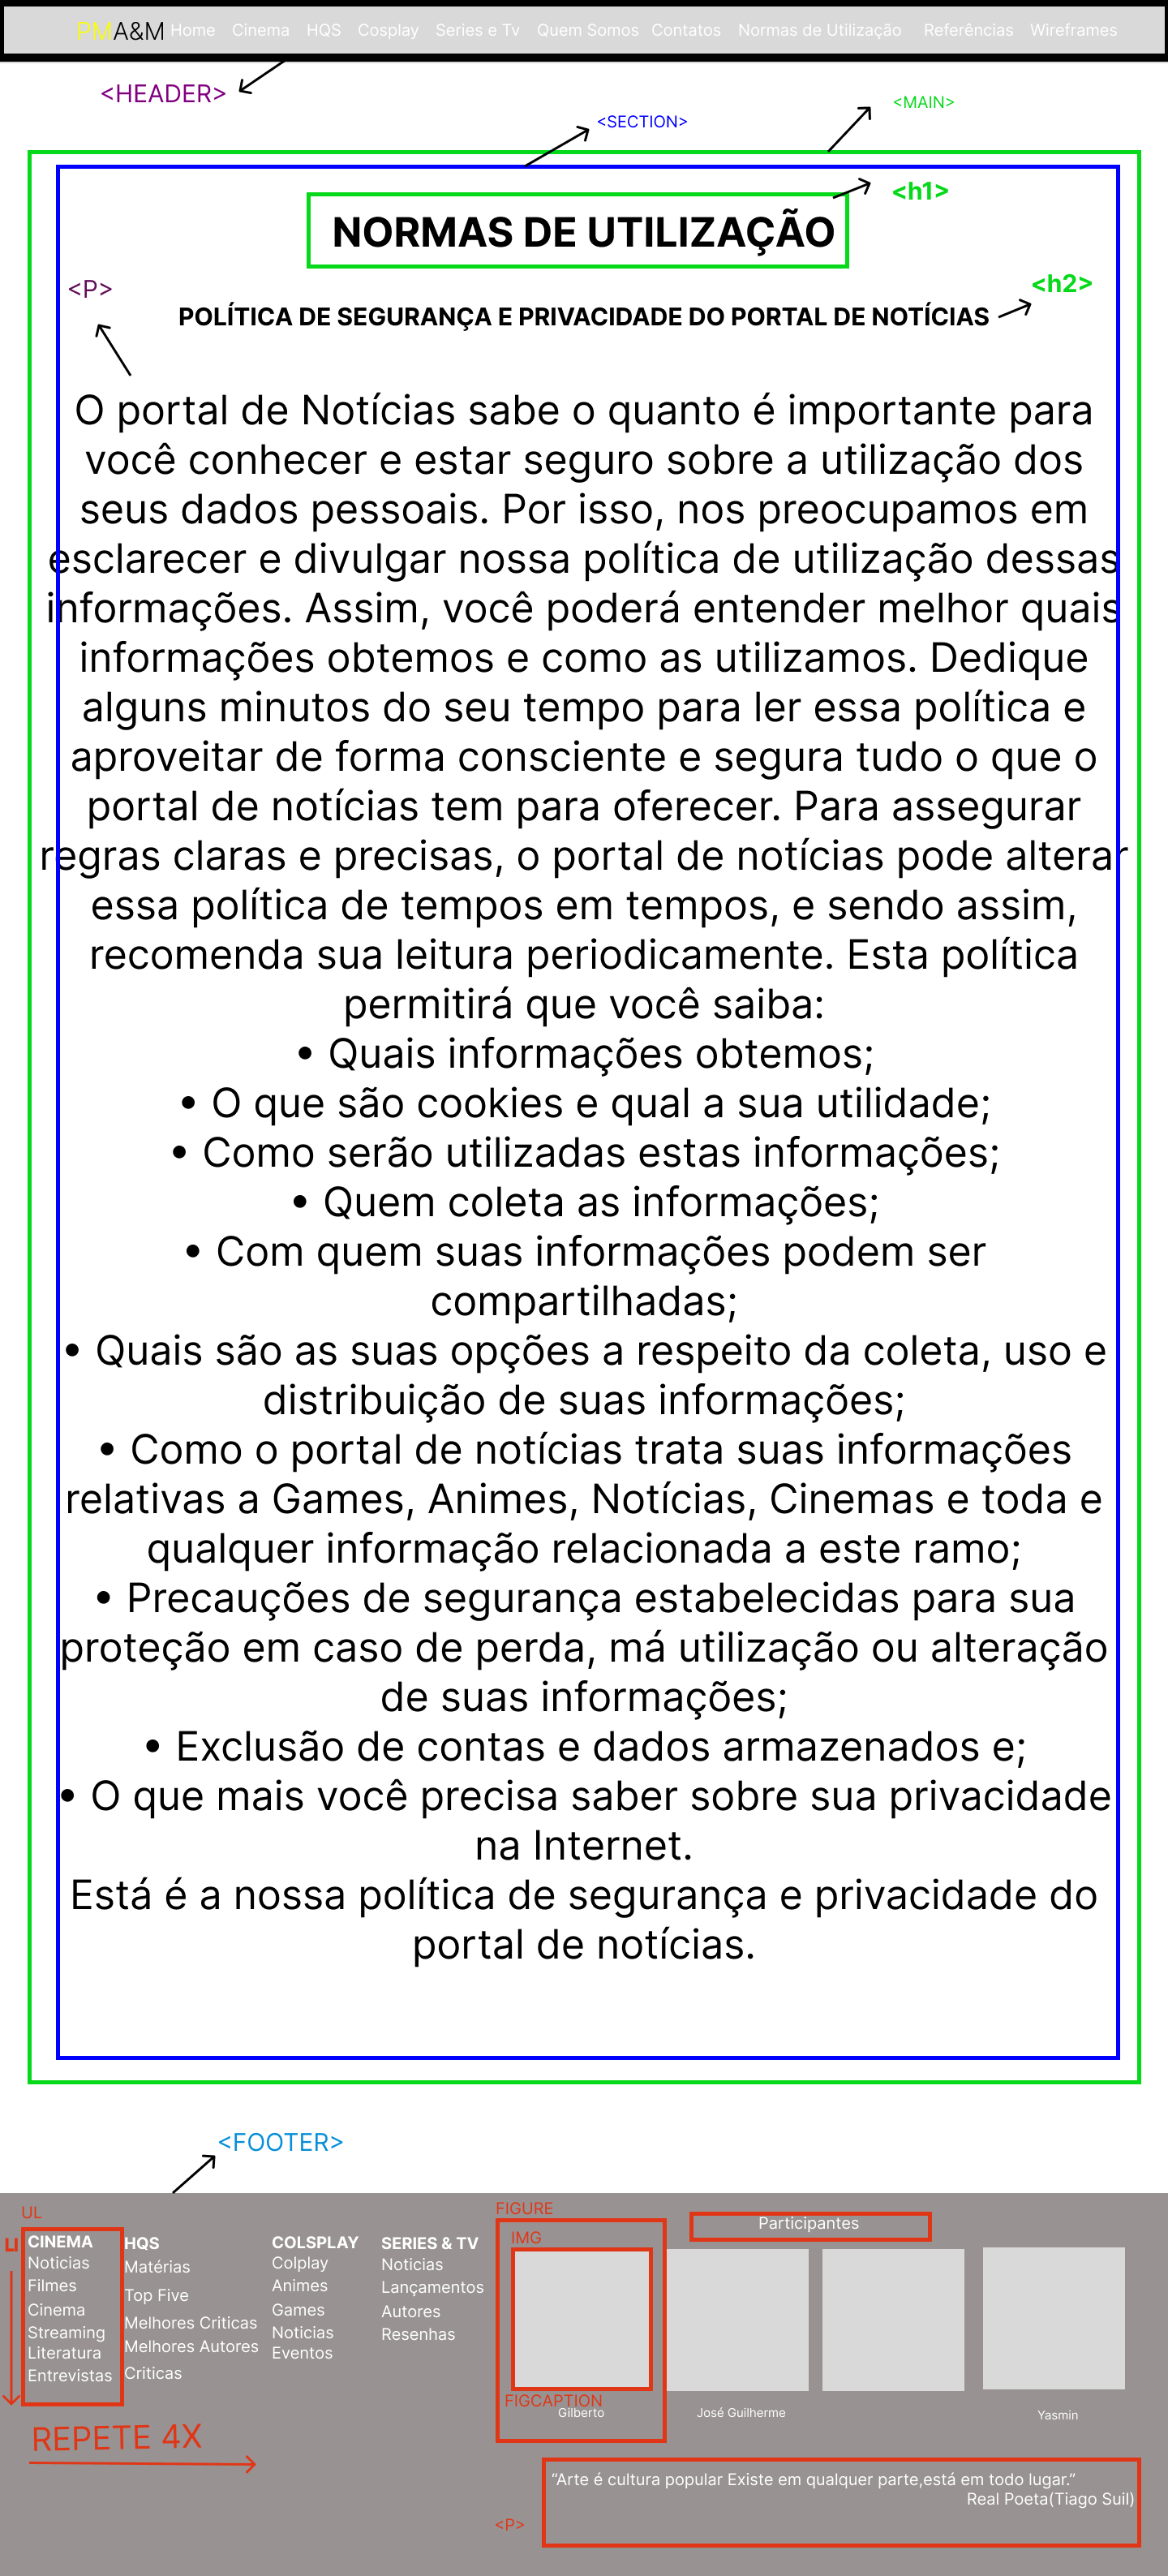 PMA&M Home Cinema HQS Cosplay Series e Tv Quem Somos Contatos Normas de Utilização Referências Wireframes
<HEADER>
<MAIN>
<SECTION>
<h1>
NORMAS DE UTILIZAÇÃO
<P>
<h2>
POLÍTICA DE SEGURANÇA E PRIVACIDADE DO PORTAL DE NOTÍCIAS
O portal de Notícias sabe o quanto é importante para
você conhecer e estar seguro sobre a utilização dos
seus dados pessoais. Por isso, nos preocupamos em
esclarecer e divulgar nossa política de utilização dessas
informações. Assim, você poderá entender melhor quais
informações obtemos e como as utilizamos. Dedique
alguns minutos do seu tempo para ler essa política e
aproveitar de forma consciente e segura tudo o que o
portal de notícias tem para oferecer. Para assegurar
regras claras e precisas, o portal de notícias pode alterar
essa política de tempos em tempos, e sendo assim,
recomenda sua leitura periodicamente. Esta política
permitirá que você saiba:
• Quais informações obtemos;
• O que são cookies e qual a sua utilidade;
• Como serão utilizadas estas informações;
• Quem coleta as informações;
• Com quem suas informações podem ser
compartilhadas;
• Quais são as suas opções a respeito da coleta, uso e
distribuição de suas informações;
• Como o portal de notícias trata suas informações
relativas a Games, Animes, Notícias, Cinemas e toda e
qualquer informação relacionada a este ramo;
• Precauções de segurança estabelecidas para sua
proteção em caso de perda, má utilização ou alteração
de suas informações;
• Exclusão de contas e dados armazenados e;
• O que mais você precisa saber sobre sua privacidade
na Internet.
Está é a nossa política de segurança e privacidade do
portal de notícias.
<FOOTER>
UL
CINEMA
Noticias
Filmes
Cinema
Streaming
Literatura
Entrevistas
HQS
Matérias
Top Five
Melhores Criticas
Melhores Autores
Criticas
COLSPLAY
Colplay
Animes
Games
Noticias
Eventos
SERIES & TV
Noticias
Lançamentos
Autores
Resenhas
REPETE 4X
FIGURE
IMG
FIGCAPTION
Participantes
Gilberto
José Guilherme
Yasmin
“Arte é cultura popular Existe em qualquer parte,está em todo lugar.”
Real Poeta(Tiago Suil)
<P>